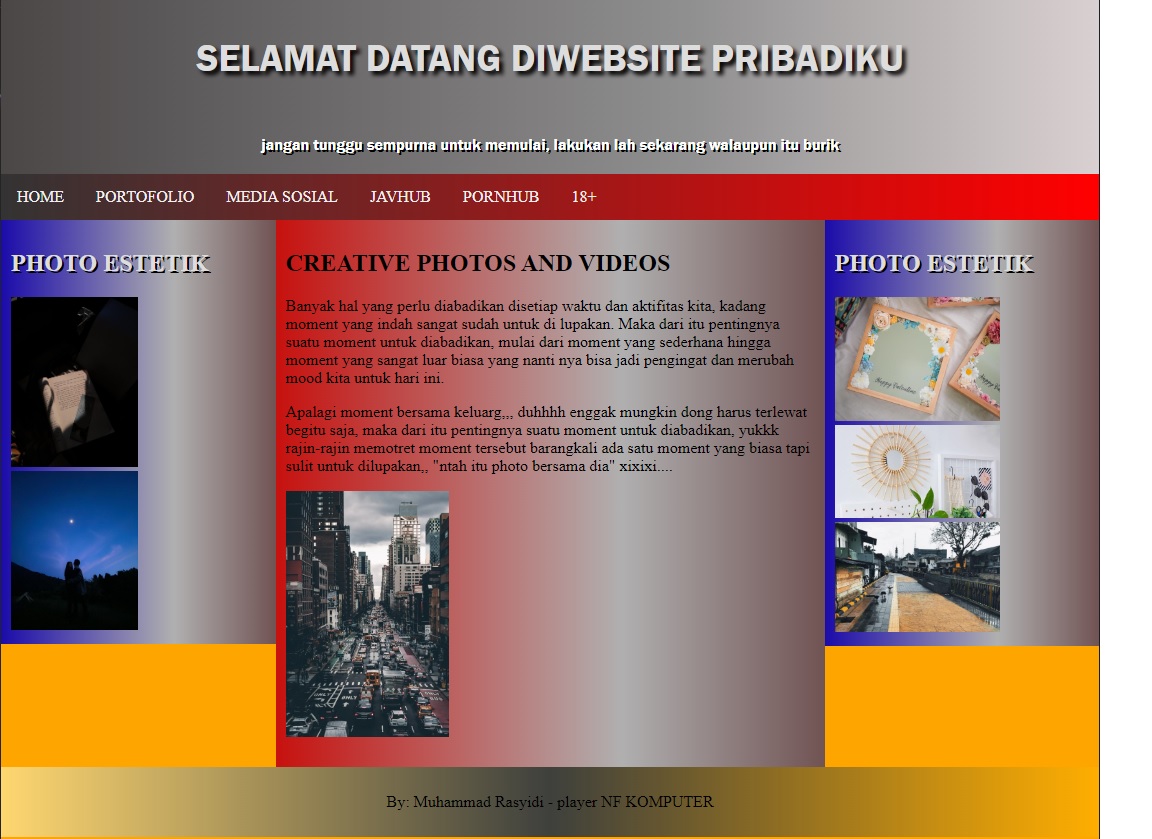 SELAMAT DATANG DIWEBSITE PRIBADIKU
jangan tunggu sempurna untuk memulai, lakukan lah sekarang walaupun itu burik
HOME PORTOFOLIO MEDIA SOSIAL JAVHUB PORNHUB 18+
PHOTO ESTETIK
CREATIVE PHOTOS AND VIDEOS
Banyak hal yang perlu diabadikan disetiap waktu dan aktifitas kita, kadang
moment yang indah sangat sudah untuk di lupakan. Maka dari itu pentingnya
suatu moment untuk diabadikan, mulai dari moment yang sederhana hingga
moment yang sangat luar biasa yang nanti nya bisa jadi pengingat dan merubah
mood kita untuk hari ini.
Apalagi moment bersama keluarg,,, duhhhh enggak mungkin dong harus terlewat
begitu saja, maka dari itu pentingnya suatu moment untuk diabadikan, yukkk
rajin-rajin memotret moment tersebut barangkali ada satu moment yang biasa tapi
sulit untuk dilupakan,, "ntah itu photo bersama dia" xixixi....
ONLY
PHOTO ESTETIK
Happy Valentine
By: Muhammad Rasyidi - player NF KOMPUTER